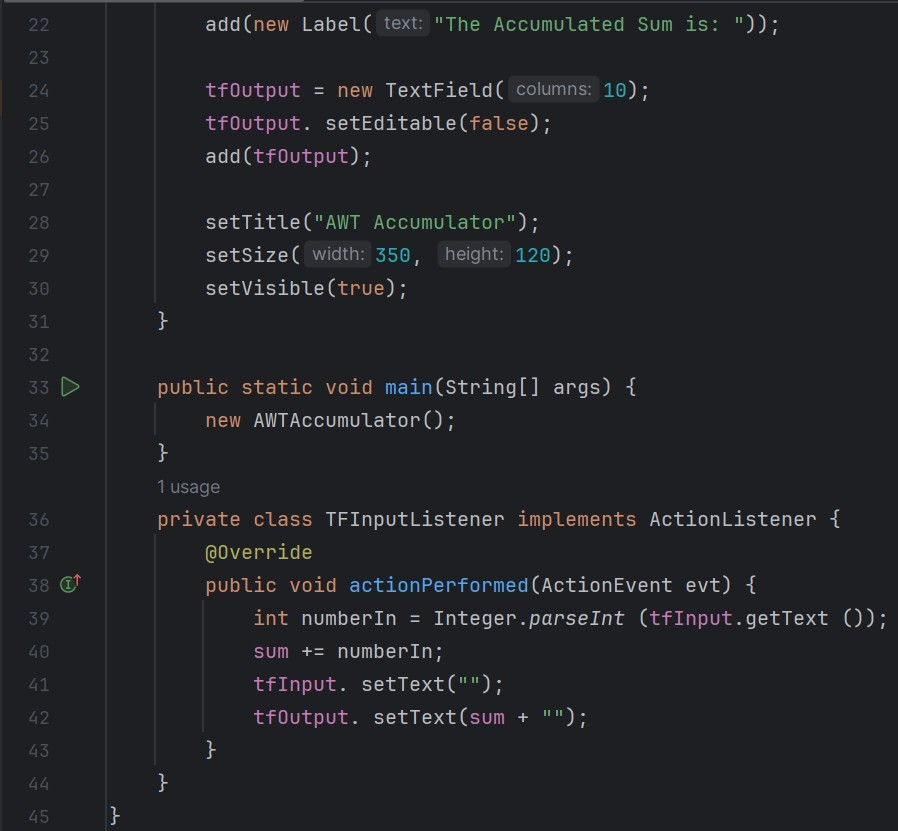 22 add(new Label( text: "The Accumulated Sum is: "));
23
24 tfOutput = new TextField( columns: 10);
25 tfOutput. setEditable(false);
26 add(tfOutput);
27
28 setTitle("AWT Accumulator");
29 setSize( width: 350, height: 120);
30 setVisible(true);
31 }
32
33 public static void main(String[] args) {
34 new AWTAccumulator();
35 }
1 usage
36 private class TFInputListener implements ActionListener {
37 @Override
38 public void actionPerformed(ActionEvent evt) {
39 int numberIn = Integer.parseInt (tfInput.getText ());
40 sum += numberIn;
41 tfInput. setText("");
42 tfOutput. setText(sum + "");
43 }
44 }
45 }